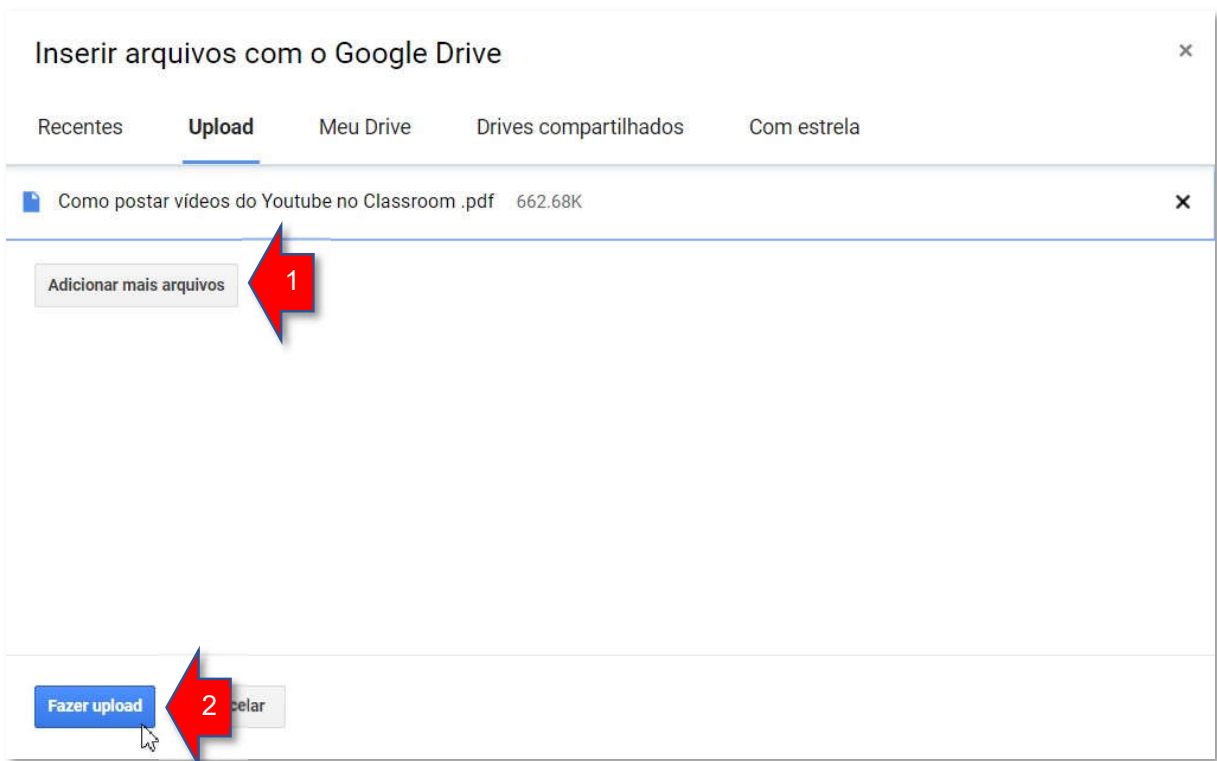 Inserir arquivos com o Google Drive ×
Recentes Upload Meu Drive Drives compartilhados Com estrela
Como postar vídeos do Youtube no Classroom .pdf 662.68K ×
Adicionar mais arquivos 1
Fazer upload 2 celar